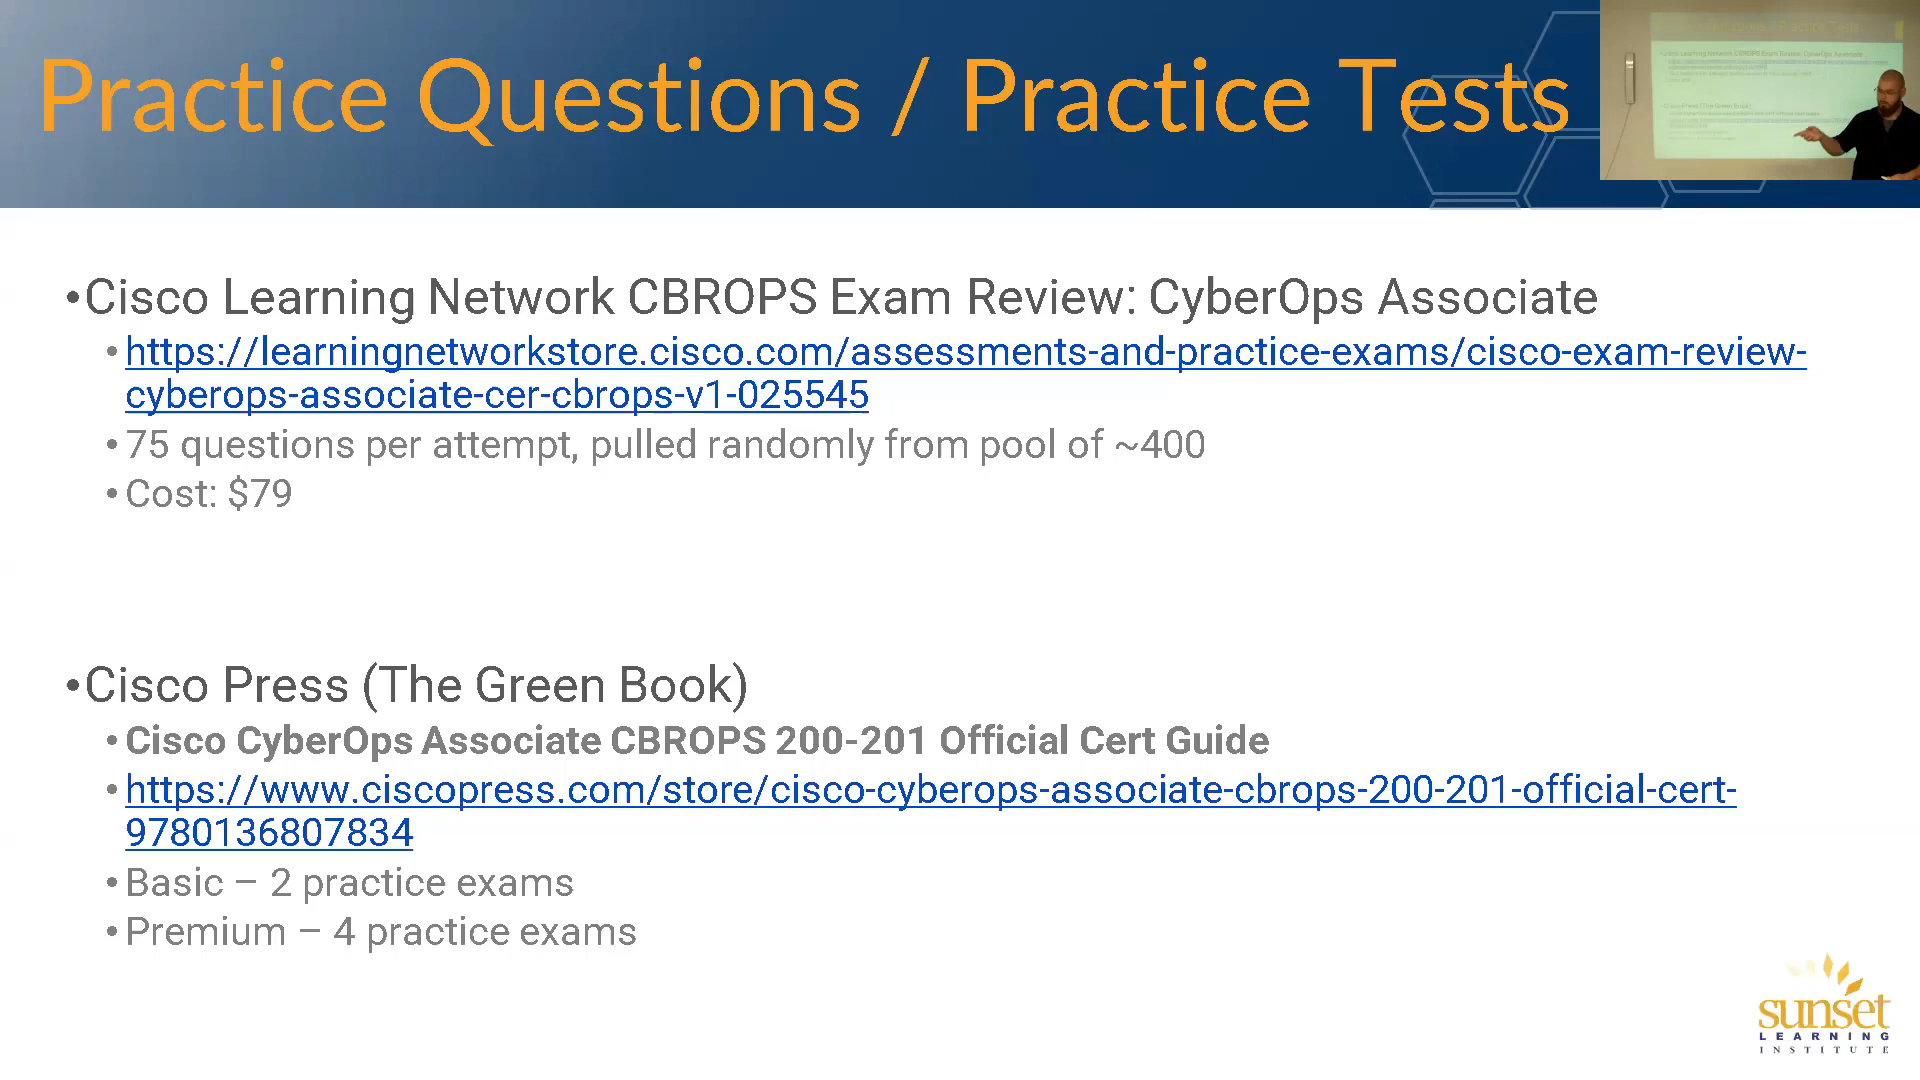 Practice Questions / Practice Tests
•Cisco Learning Network CBROPS Exam Review: CyberOps Associate
•https://learningnetworkstore.cisco.com/assessments-and-practice-exams/cisco-exam-review-
cyberops-associate-cer-cbrops-v1-025545
•75 questions per attempt, pulled randomly from pool of ~400
•Cost: $79
•Cisco Press (The Green Book)
•Cisco CyberOps Associate CBROPS 200-201 Official Cert Guide
•https://www.ciscopress.com/store/cisco-cyberops-associate-cbrops-200-201-official-cert-
9780136807834
•Basic – 2 practice exams
•Premium – 4 practice exams
sunset
LEARNING
INSTITUTE